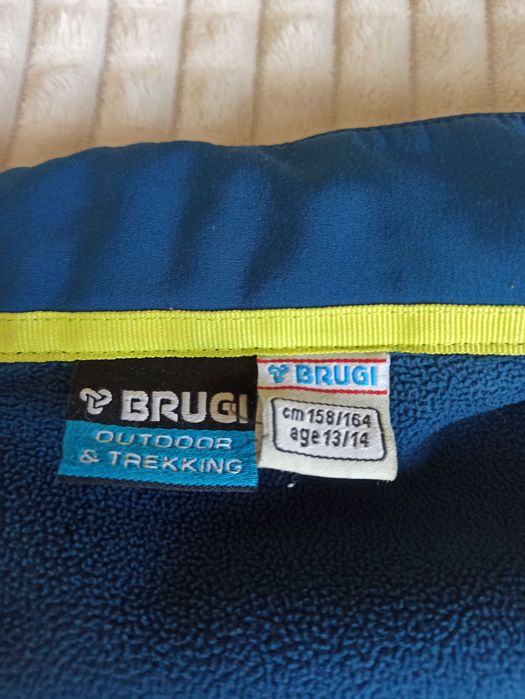 BRUGI
OUTDOOR
& TREKKING
BRUGI
cm 158/164
age 13/14